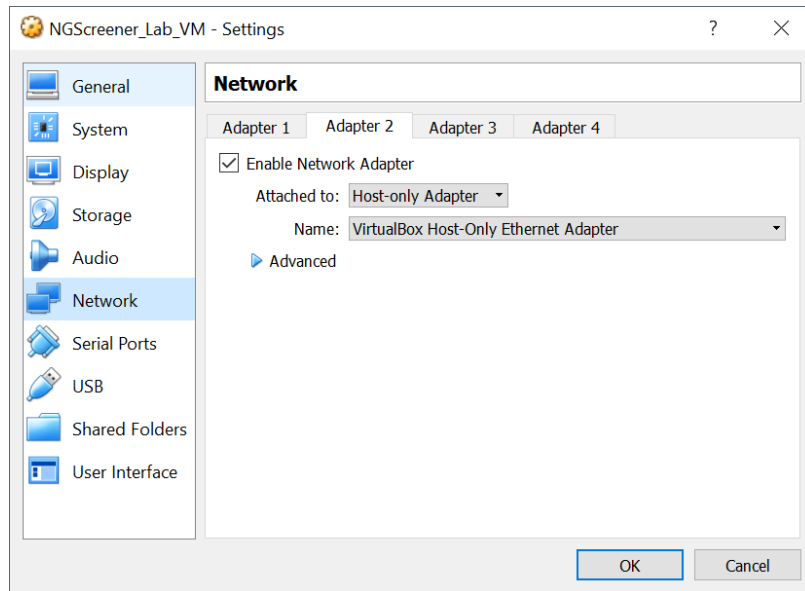 NGScreener_Lab_VM - Settings
?
General
System
Display
Storage
Audio
Network
Serial Ports
USB
Shared Folders
User Interface
Network
Adapter 1 Adapter 2 Adapter 3 Adapter 4
Enable Network Adapter
Attached to: Host-only Adapter
Name: VirtualBox Host-Only Ethernet Adapter
Advanced
OK Cancel